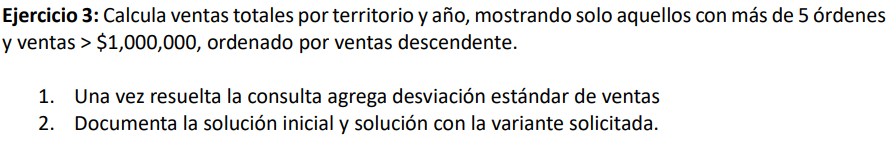 Ejercicio 3: Calcula ventas totales por territorio y año, mostrando solo aquellos con más de 5 órdenes
y ventas > $1,000,000, ordenado por ventas descendente.
1. Una vez resuelta la consulta agrega desviación estándar de ventas
2. Documenta la solución inicial y solución con la variante solicitada.